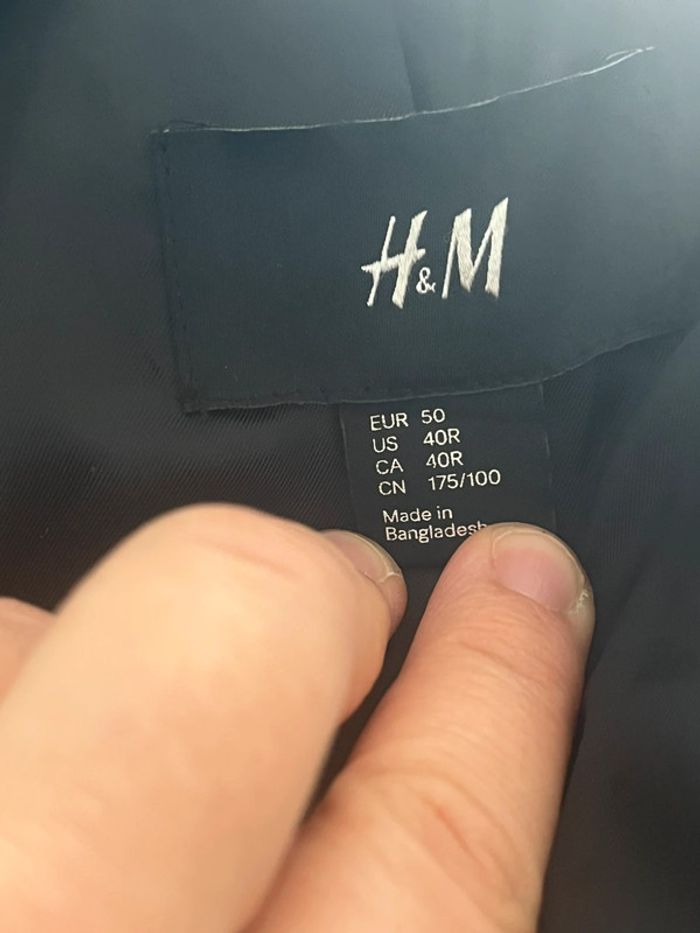 H&M
EUR 50
US 40R
CA 40R
CN 175/100
Made in
Bangladesh